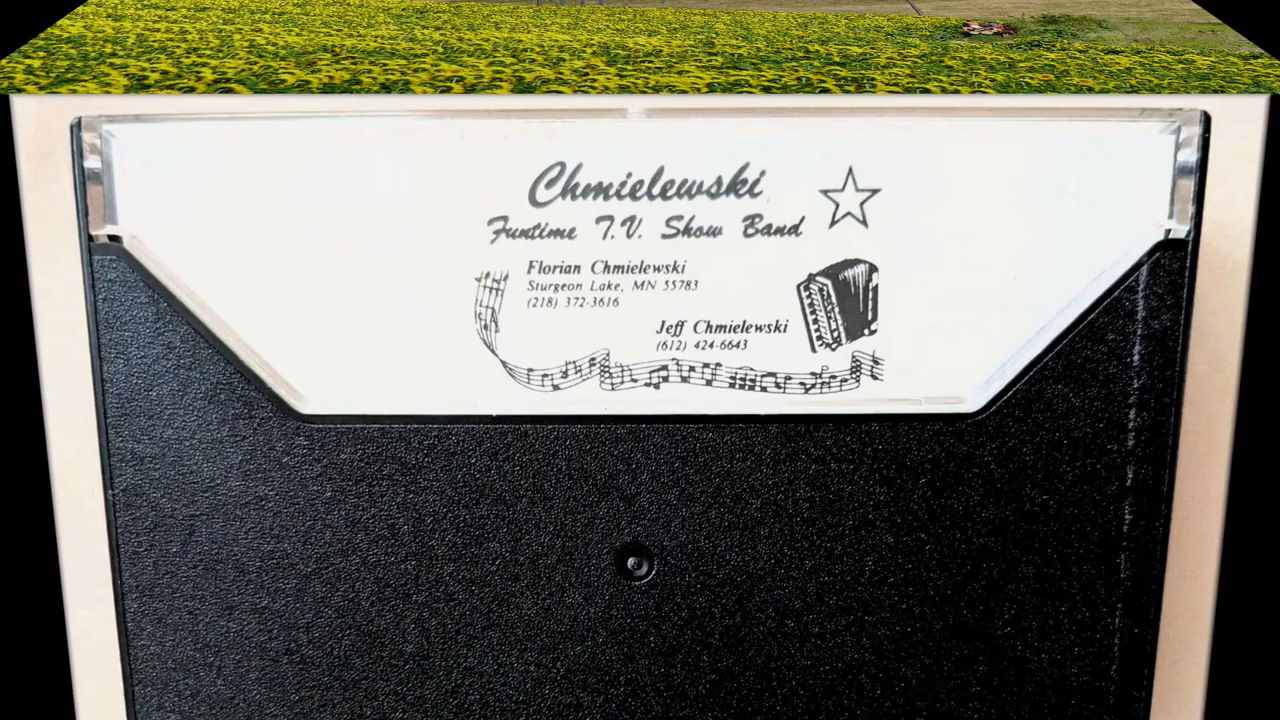 Chmielewski
Funtime T.V. Show Band
Florian Chmielewski
Sturgeon Lake, MN 55783
(218) 372-3616
Jeff Chmielewski
(612) 424-6643